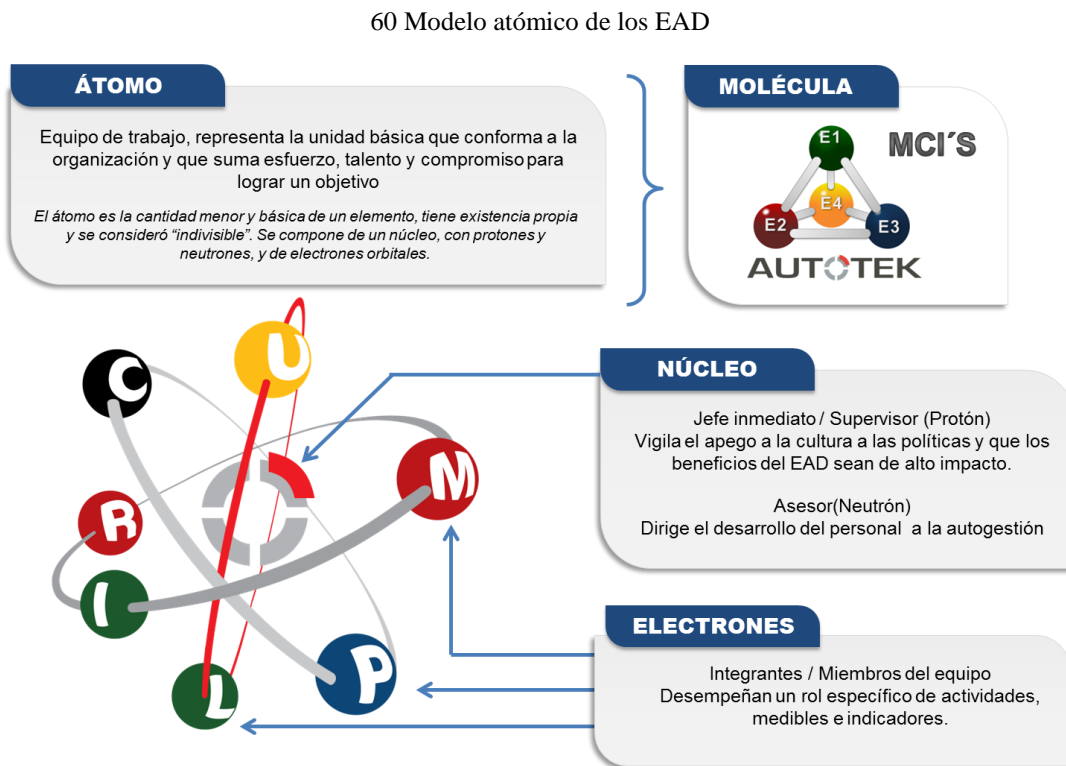 60 Modelo atómico de los EAD
ÁTOMO
Equipo de trabajo, representa la unidad básica que conforma a la
organización y que suma esfuerzo, talento y compromiso para
lograr un objetivo
El átomo es la cantidad menor y básica de un elemento, tiene existencia propia
y se consideró “indivisible”. Se compone de un núcleo, con protones y
neutrones, y de electrones orbitales.
MOLÉCULA
MCI´S
E1
E4
E2
E3
AUTOTEK
C
U
M
R
I
P
L
NÚCLEO
Jefe inmediato / Supervisor (Protón)
Vigila el apego a la cultura a las políticas y que los
beneficios del EAD sean de alto impacto.
Asesor(Neutrón)
Dirige el desarrollo del personal a la autogestión
ELECTRONES
Integrantes / Miembros del equipo
Desempeñan un rol específico de actividades,
medibles e indicadores.